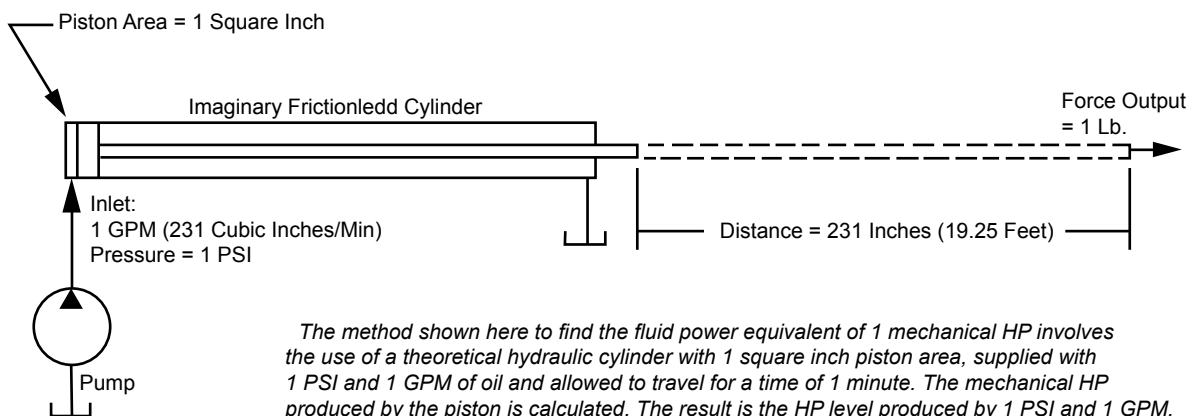 Piston Area = 1 Square Inch
Imaginary Frictionledd Cylinder
Force Output
= 1 Lb.
Inlet:
1 GPM (231 Cubic Inches/Min)
Pressure = 1 PSI
Distance = 231 Inches (19.25 Feet)
Pump
The method shown here to find the fluid power equivalent of 1 mechanical HP involves
the use of a theoretical hydraulic cylinder with 1 square inch piston area, supplied with
1 PSI and 1 GPM of oil and allowed to travel for a time of 1 minute. The mechanical HP
produced by the piston is calculated. The result is the HP level produced by 1 PSI and 1 GPM.